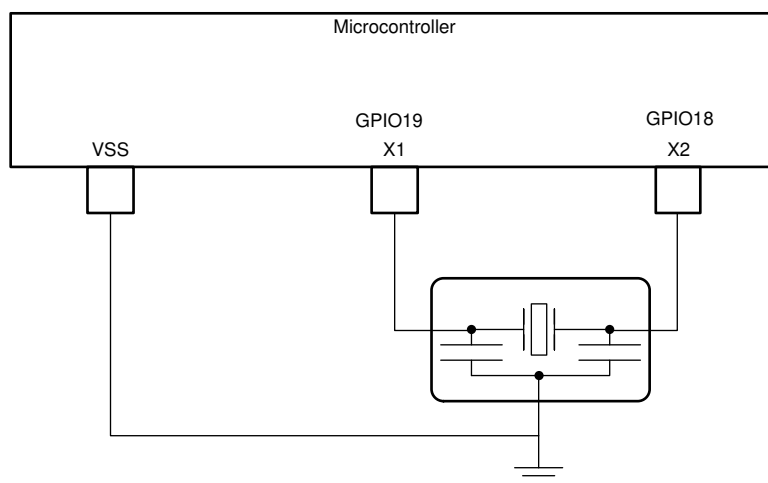 Microcontroller
GPIO19
GPIO18
VSS
X1
X2